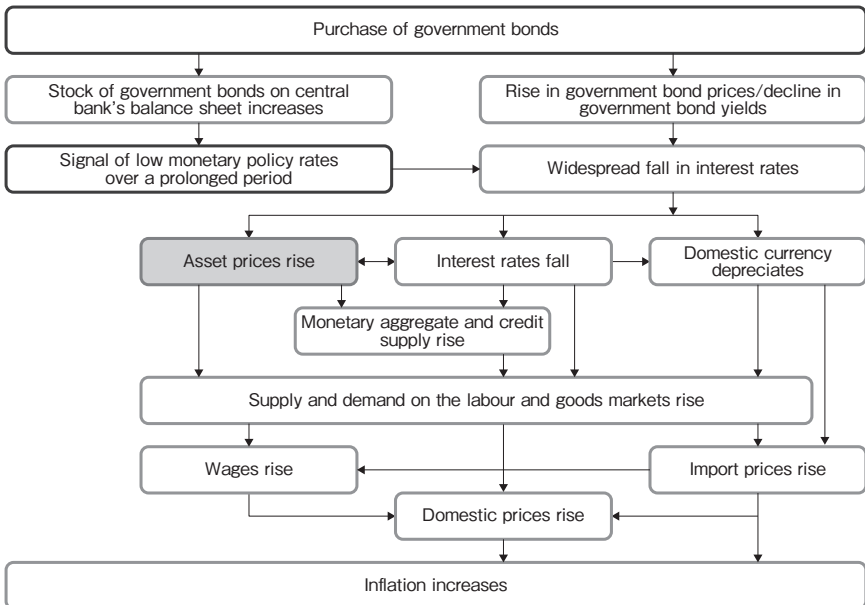 Purchase of government bonds
Stock of government bonds on central
bank's balance sheet increases
Rise in government bond prices/decline in
government bond yields
Signal of low monetary policy rates
over a prolonged period
Widespread fall in interest rates
Asset prices rise
Interest rates fall
Domestic currency
depreciates
Monetary aggregate and credit
supply rise
Supply and demand on the labour and goods markets rise
Wages rise
Import prices rise
Domestic prices rise
Inflation increases